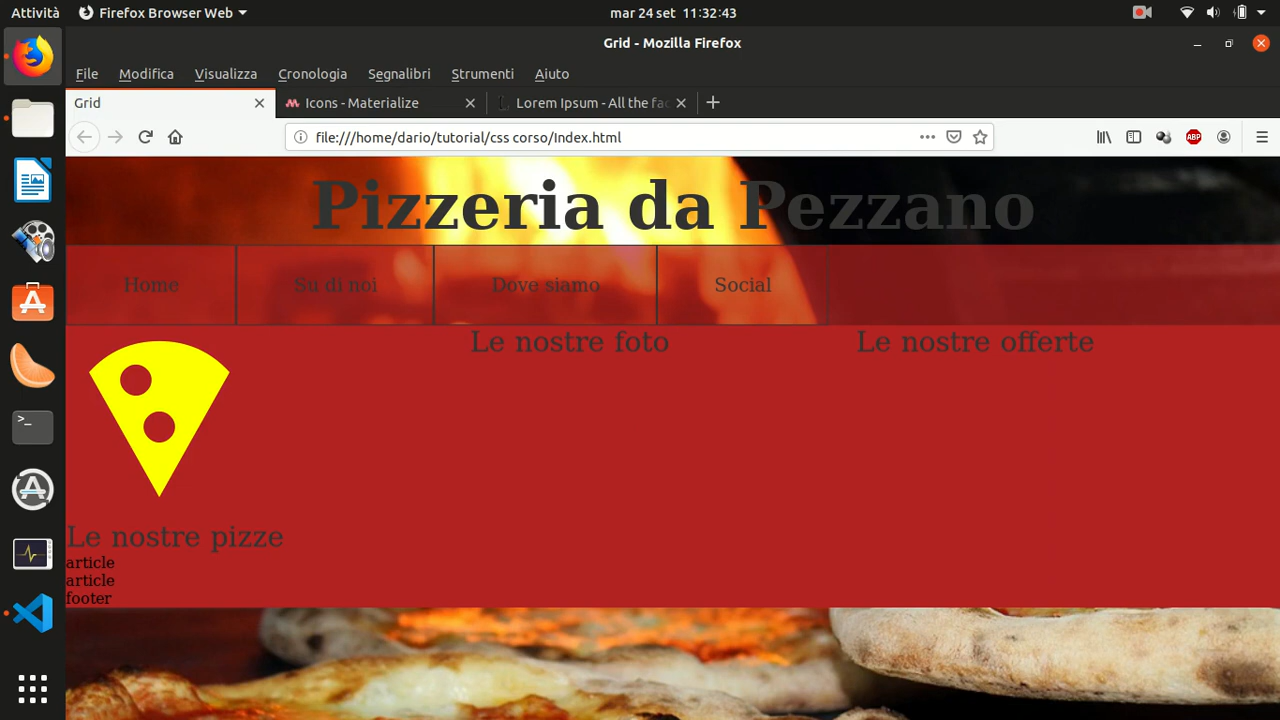 Attività Firefox Browser Web mar 24 set 11:32:43
Grid - Mozilla Firefox
File Modifica Visualizza Cronologia Segnalibri Strumenti Aiuto
Grid Icons - Materialize Lorem Ipsum - All the fac
file:///home/dario/tutorial/css corso/Index.html ABP
Pizzeria da Pezzano
Home Su di noi Dove siamo Social
Le nostre foto Le nostre offerte
Le nostre pizze
article
article
footer